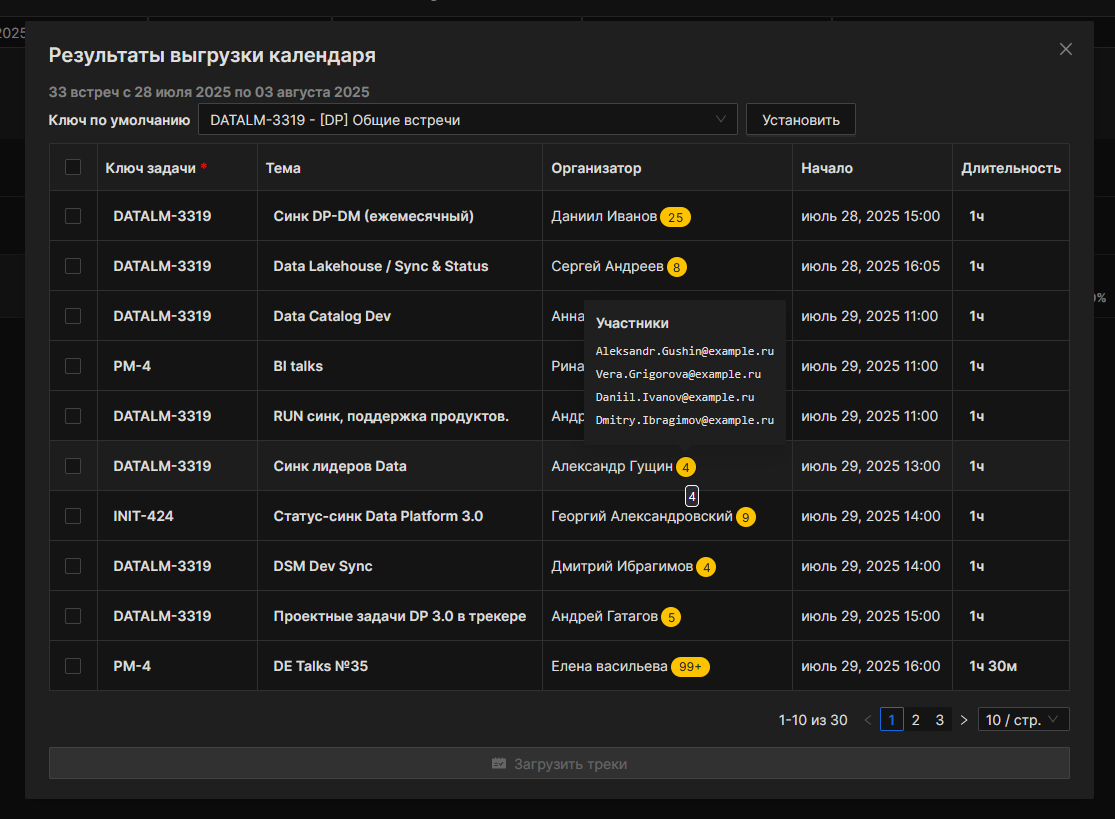 2025
Результаты выгрузки календаря
33 встреч с 28 июля 2025 по 03 августа 2025
Ключ по умолчанию DATALM-3319 - [DP] Общие встречи Установить
Ключ задачи * Тема Организатор Начало Длительность
DATALM-3319 Синк DP-DM (ежемесячный) Даниил Иванов 25 июль 28, 2025 15:00 1ч
DATALM-3319 Data Lakehouse / Sync & Status Сергей Андреев 8 июль 28, 2025 16:05 1ч
DATALM-3319 Data Catalog Dev Анна июль 29, 2025 11:00 1ч
PM-4 BI talks Рина июль 29, 2025 11:00 1ч
DATALM-3319 RUN синк, поддержка продуктов. Андр июль 29, 2025 11:00 1ч
Участники
Aleksandr.Gushin@example.ru
Vera.Grigorova@example.ru
Daniil.Ivanov@example.ru
Dmitry.Ibragimov@example.ru
DATALM-3319 Синк лидеров Data Александр Гущин 4 июль 29, 2025 13:00 1ч
4
INIT-424 Статус-синк Data Platform 3.0 Георгий Александровский 9 июль 29, 2025 14:00 1ч
DATALM-3319 DSM Dev Sync Дмитрий Ибрагимов 4 июль 29, 2025 14:00 1ч
DATALM-3319 Проектные задачи DP 3.0 в трекере Андрей Гатагов 5 июль 29, 2025 15:00 1ч
PM-4 DE Talks №35 Елена васильева 99+ июль 29, 2025 16:00 1ч 30м
1-10 из 30 < 1 2 3 > 10 / стр.
Загрузить треки